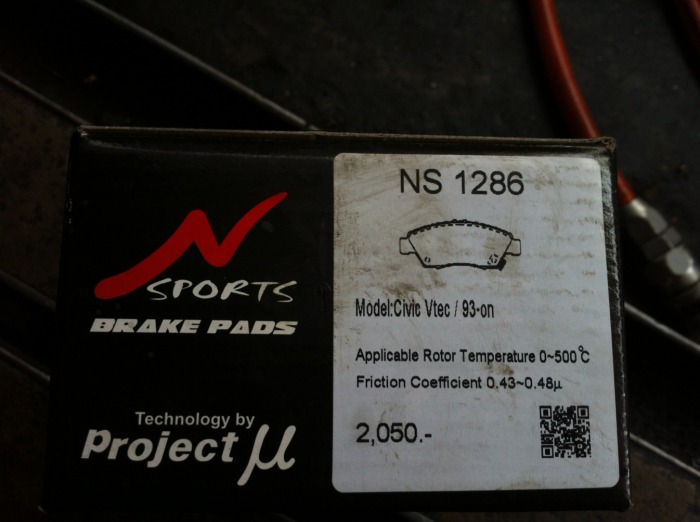 N
SPORTS
BRAKE PADS
Technology by
Project μ
NS 1286
Model:Civic Vtec / 93-on
Applicable Rotor Temperature 0~500°C
Friction Coefficient 0.43~0.48μ
2,050.-